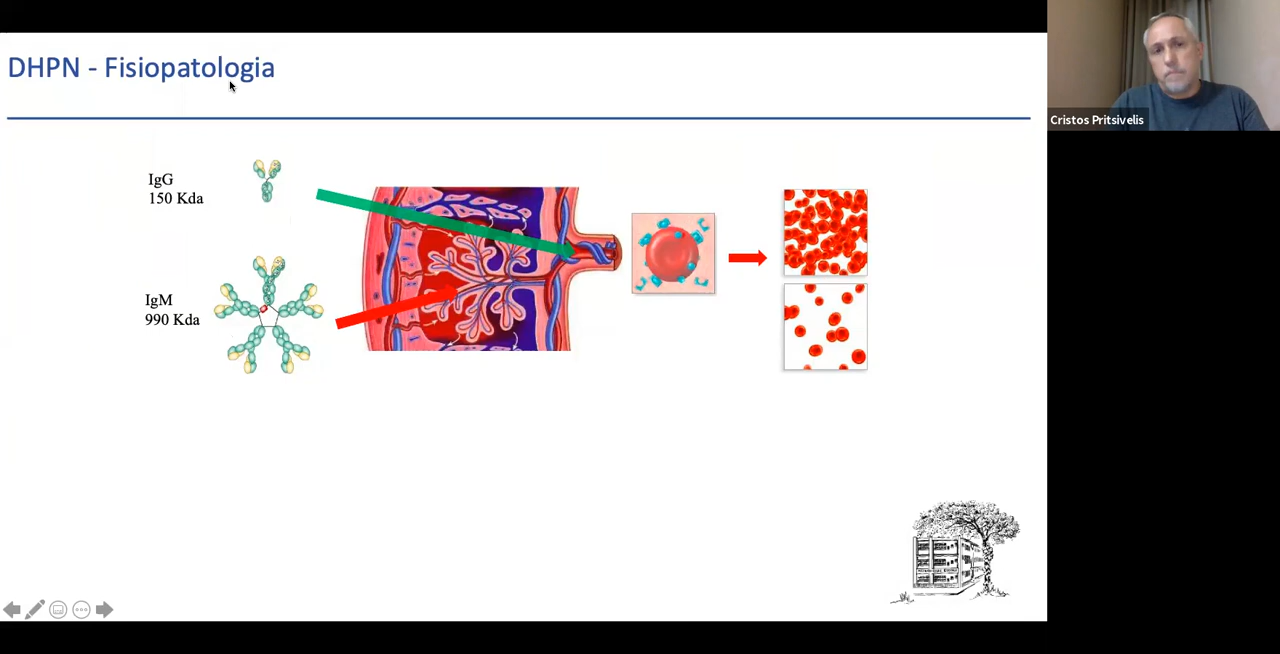 DHPN - Fisiopatologia
Cristos Pritsivelis
IgG
150 Kda
IgM
990 Kda